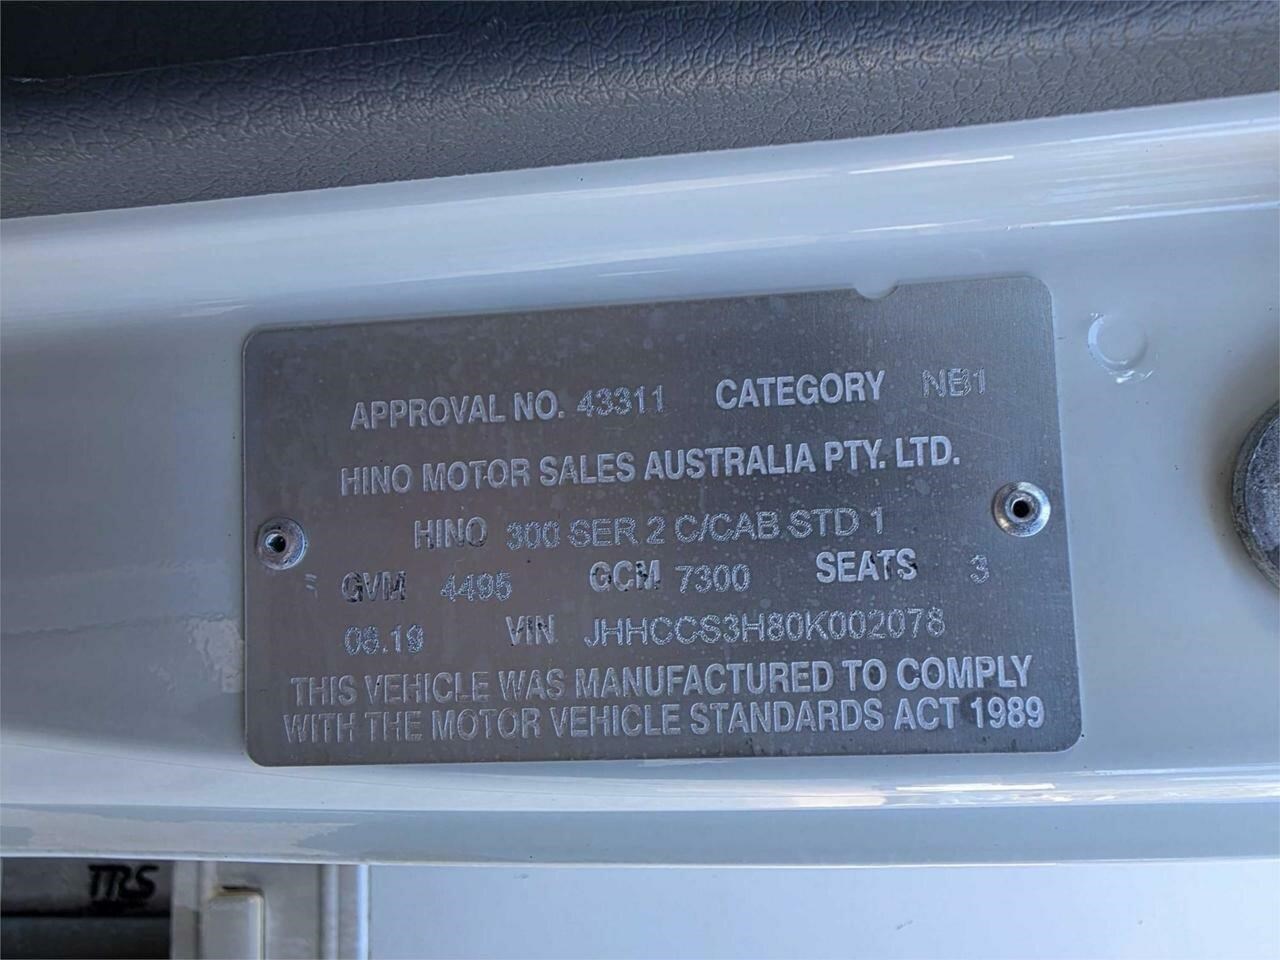 APPROVAL NO. 43311 CATEGORY NB1
HINO MOTOR SALES AUSTRALIA PTY. LTD.
HINO 300 SER 2 C/CAB STD 1
GVM 4495 GCM 7300 SEATS 3
08.19 VIN JHHCCS3H80K002078
THIS VEHICLE WAS MANUFACTURED TO COMPLY
WITH THE MOTOR VEHICLE STANDARDS ACT 1989
TRS